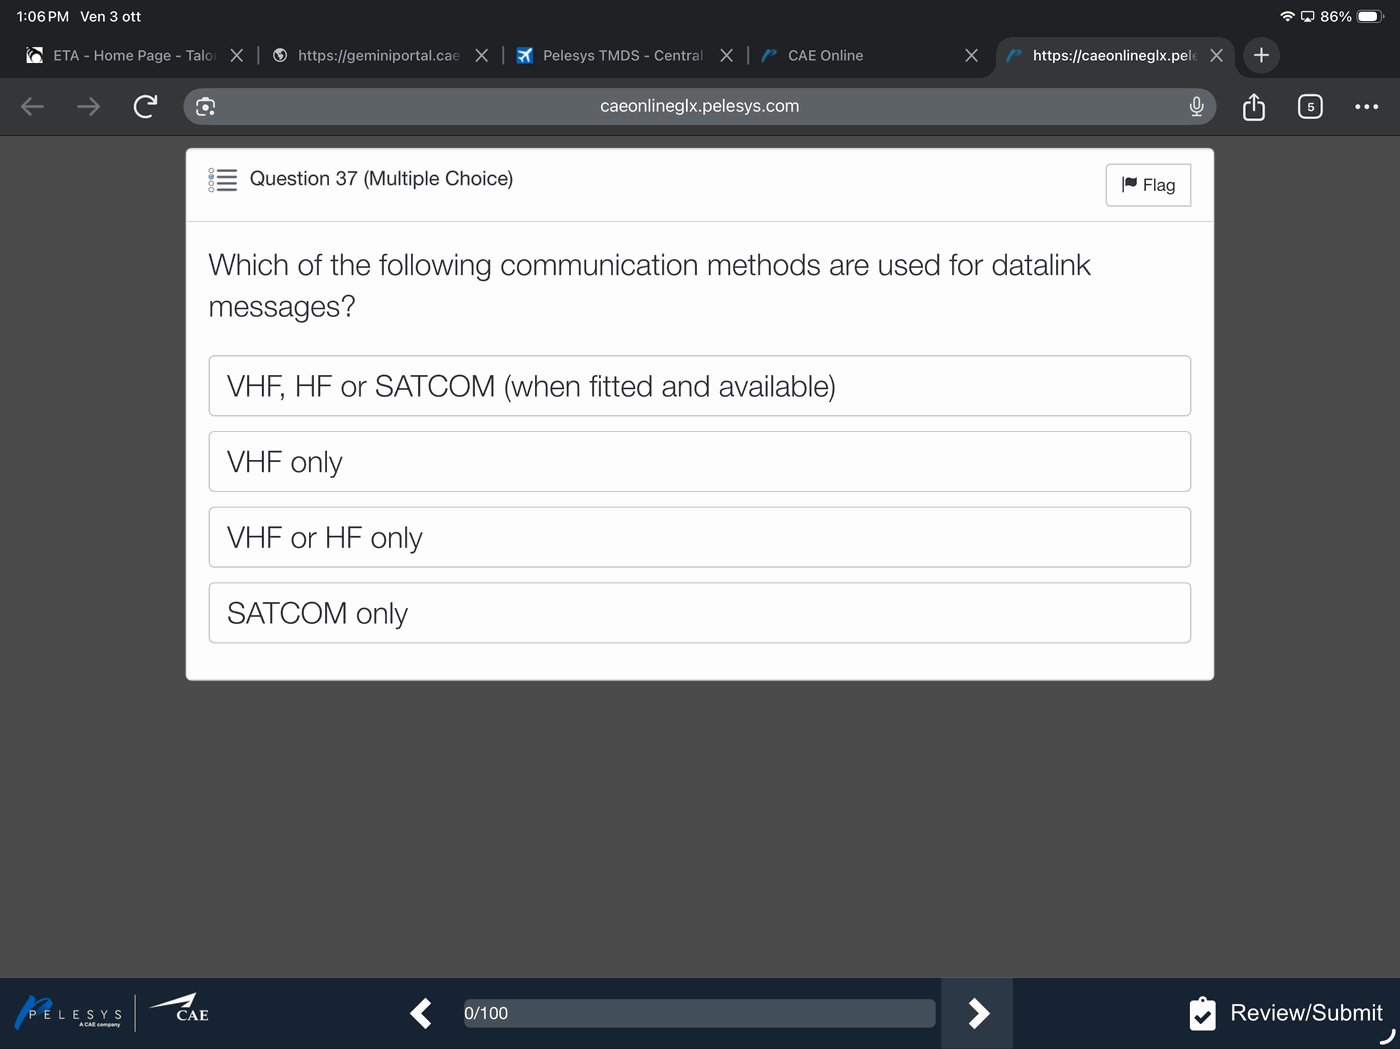 1:06 PM Ven 3 ott
86%
ETA - Home Page - Talo
https://geminiportal.cae
Pelesys TMDS - Central
CAE Online
https://caeonlineglx.pele
caeonlineglx.pelesys.com
5
Question 37 (Multiple Choice)
Flag
Which of the following communication methods are used for datalink
messages?
VHF, HF or SATCOM (when fitted and available)
VHF only
VHF or HF only
SATCOM only
PELESYS
A CAE company
CAE
0/100
Review/Submit